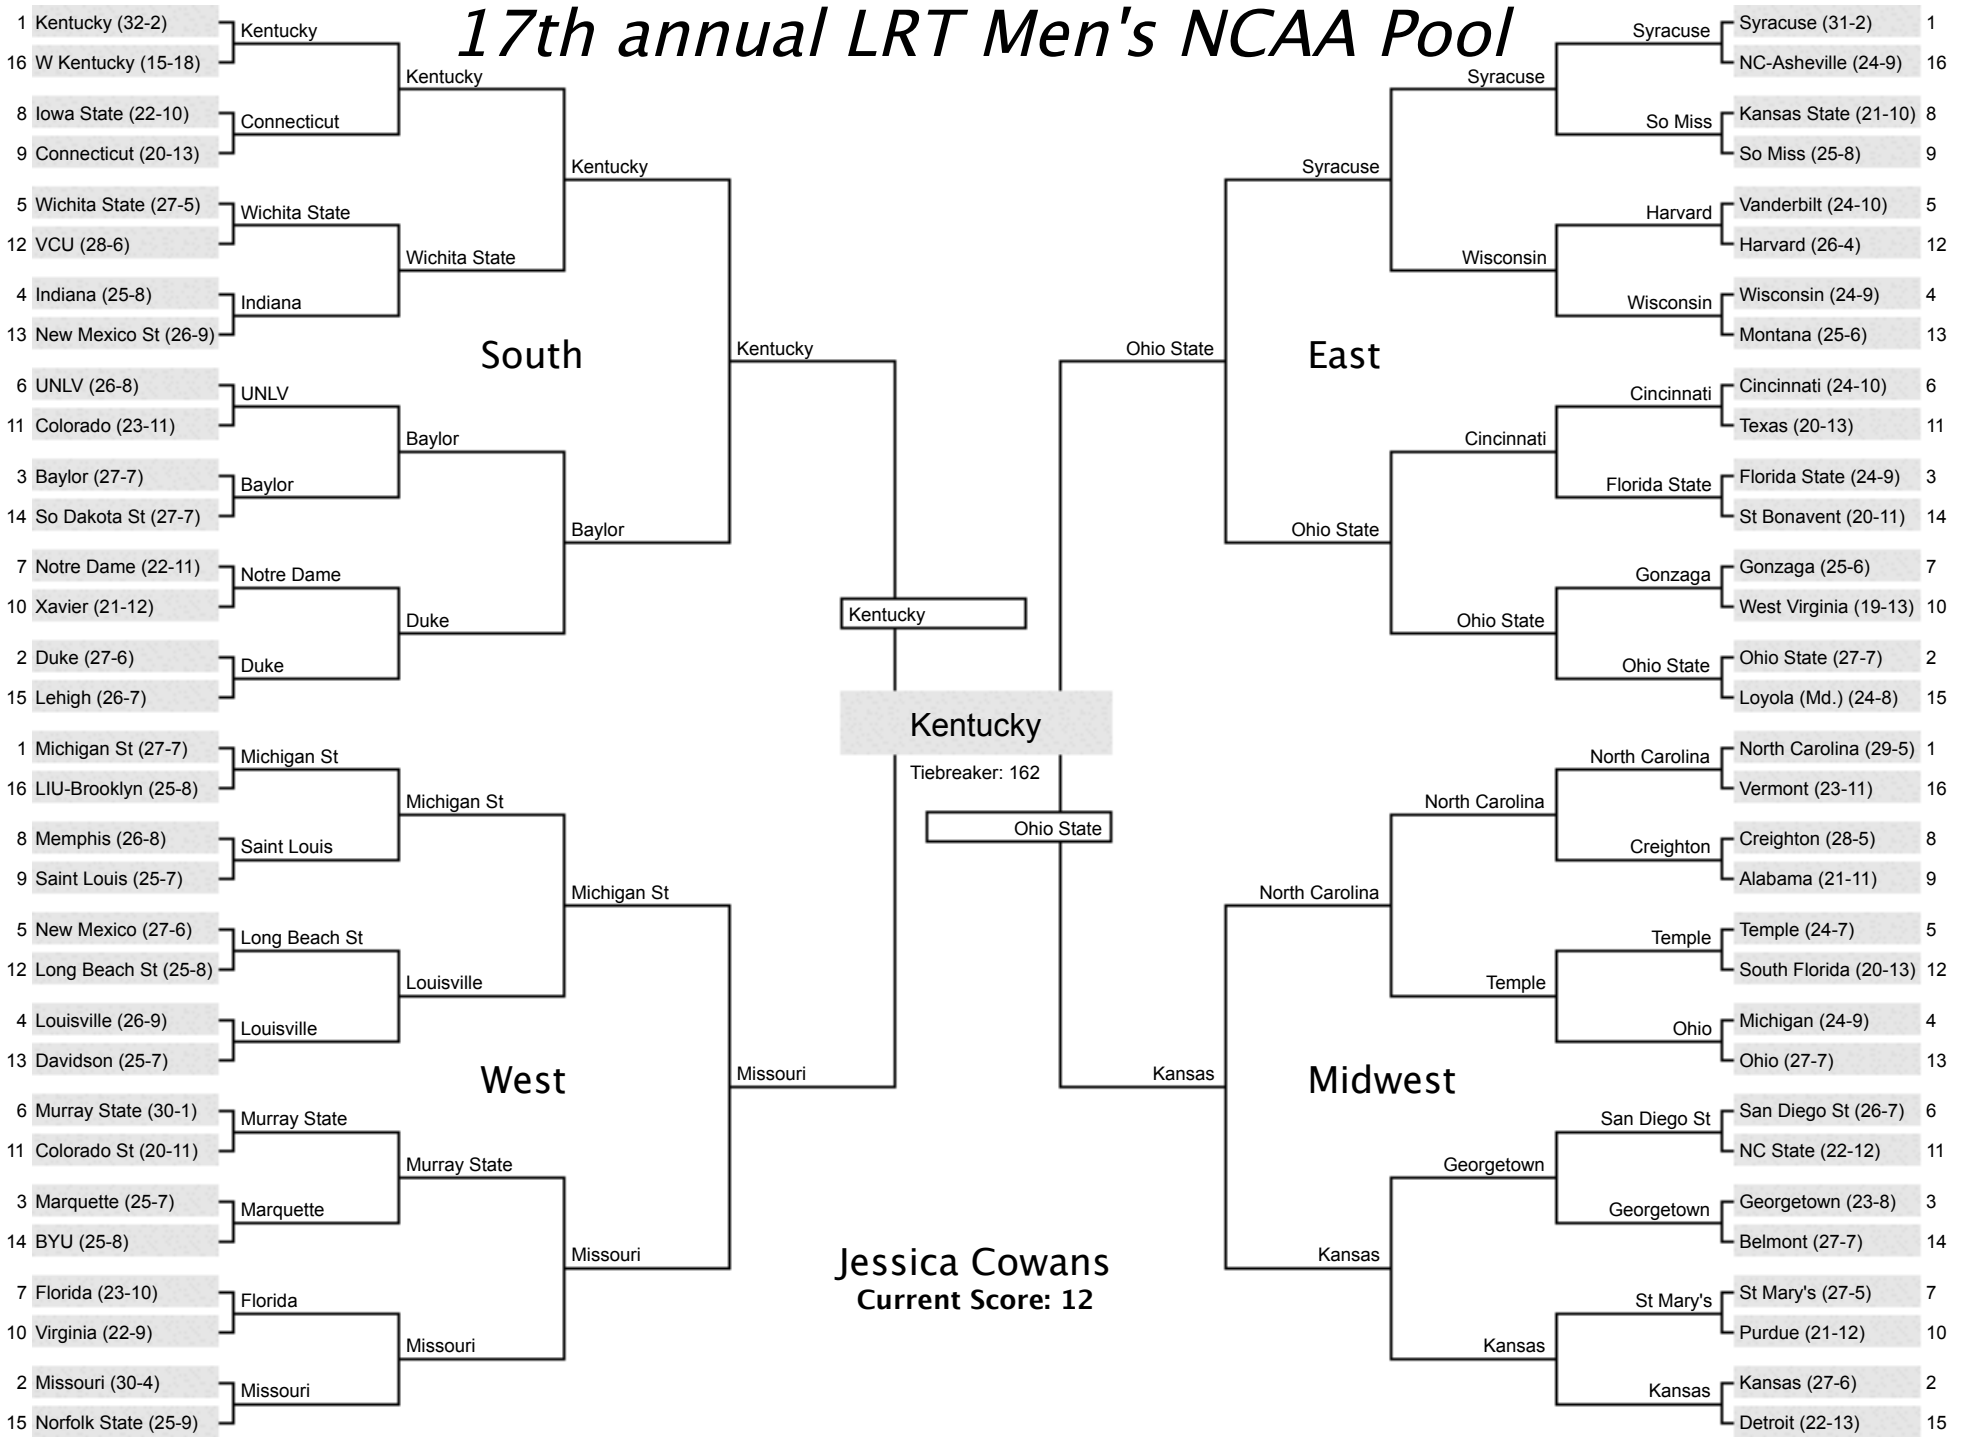 17th annual LRT Men's NCAA Pool
1 Kentucky (32-2)
16 W Kentucky (15-18)
8 Iowa State (22-10)
9 Connecticut (20-13)
5 Wichita State (27-5)
12 VCU (28-6)
4 Indiana (25-8)
13 New Mexico St (26-9)
6 UNLV (26-8)
11 Colorado (23-11)
3 Baylor (27-7)
14 So Dakota St (27-7)
7 Notre Dame (22-11)
10 Xavier (21-12)
2 Duke (27-6)
15 Lehigh (26-7)
Kentucky
Connecticut
Wichita State
Indiana
UNLV
Baylor
Notre Dame
Duke
Kentucky
Wichita State
Baylor
Duke
Kentucky
Baylor
South
Kentucky
1 Michigan St (27-7)
16 LIU-Brooklyn (25-8)
8 Memphis (26-8)
9 Saint Louis (25-7)
5 New Mexico (27-6)
12 Long Beach St (25-8)
4 Louisville (26-9)
13 Davidson (25-7)
6 Murray State (30-1)
11 Colorado St (20-11)
3 Marquette (25-7)
14 BYU (25-8)
7 Florida (23-10)
10 Virginia (22-9)
2 Missouri (30-4)
15 Norfolk State (25-9)
Michigan St
Saint Louis
Long Beach St
Louisville
Murray State
Marquette
Florida
Missouri
Michigan St
Louisville
Murray State
Missouri
Michigan St
Missouri
West
Missouri
Kentucky
Kentucky
Tiebreaker: 162
Ohio State
Jessica Cowans
Current Score: 12
Syracuse (31-2) 1
NC-Asheville (24-9) 16
Kansas State (21-10) 8
So Miss (25-8) 9
Vanderbilt (24-10) 5
Harvard (26-4) 12
Wisconsin (24-9) 4
Montana (25-6) 13
Cincinnati (24-10) 6
Texas (20-13) 11
Florida State (24-9) 3
St Bonavent (20-11) 14
Gonzaga (25-6) 7
West Virginia (19-13) 10
Ohio State (27-7) 2
Loyola (Md.) (24-8) 15
Syracuse
So Miss
Harvard
Wisconsin
Cincinnati
Florida State
Gonzaga
Ohio State
Syracuse
Wisconsin
Cincinnati
Ohio State
Syracuse
Ohio State
East
Ohio State
North Carolina (29-5) 1
Vermont (23-11) 16
Creighton (28-5) 8
Alabama (21-11) 9
Temple (24-7) 5
South Florida (20-13) 12
Michigan (24-9) 4
Ohio (27-7) 13
San Diego St (26-7) 6
NC State (22-12) 11
Georgetown (23-8) 3
Belmont (27-7) 14
St Mary's (27-5) 7
Purdue (21-12) 10
Kansas (27-6) 2
Detroit (22-13) 15
North Carolina
Creighton
Temple
Ohio
San Diego St
Georgetown
St Mary's
Kansas
North Carolina
Temple
Georgetown
Kansas
North Carolina
Kansas
Midwest
Kansas